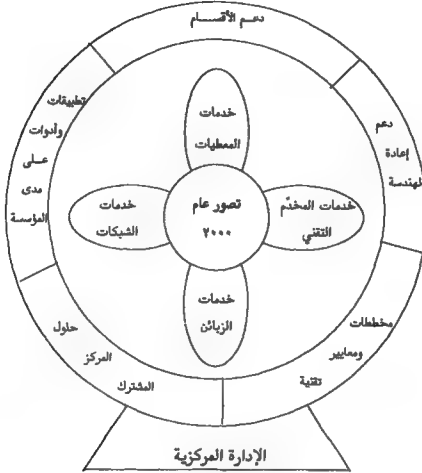 دعم الأقسام
دعم
إعادة
الهندسة
تطبيقات
وأدوات
على
مدى
المؤسسة
خدمات
المعطيات
خدمات المخدّم
التقني
تصور عام
٢٠٠٠
خدمات
الشبكات
خدمات
الزبائن
مخططات
ومعايير
تقنية
حلول
المركز
المشترك
الإدارة المركزية